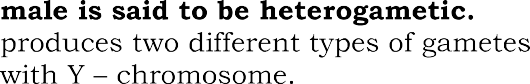 male is said to be heterogametic.
produces two different types of gametes
with Y – chromosome.